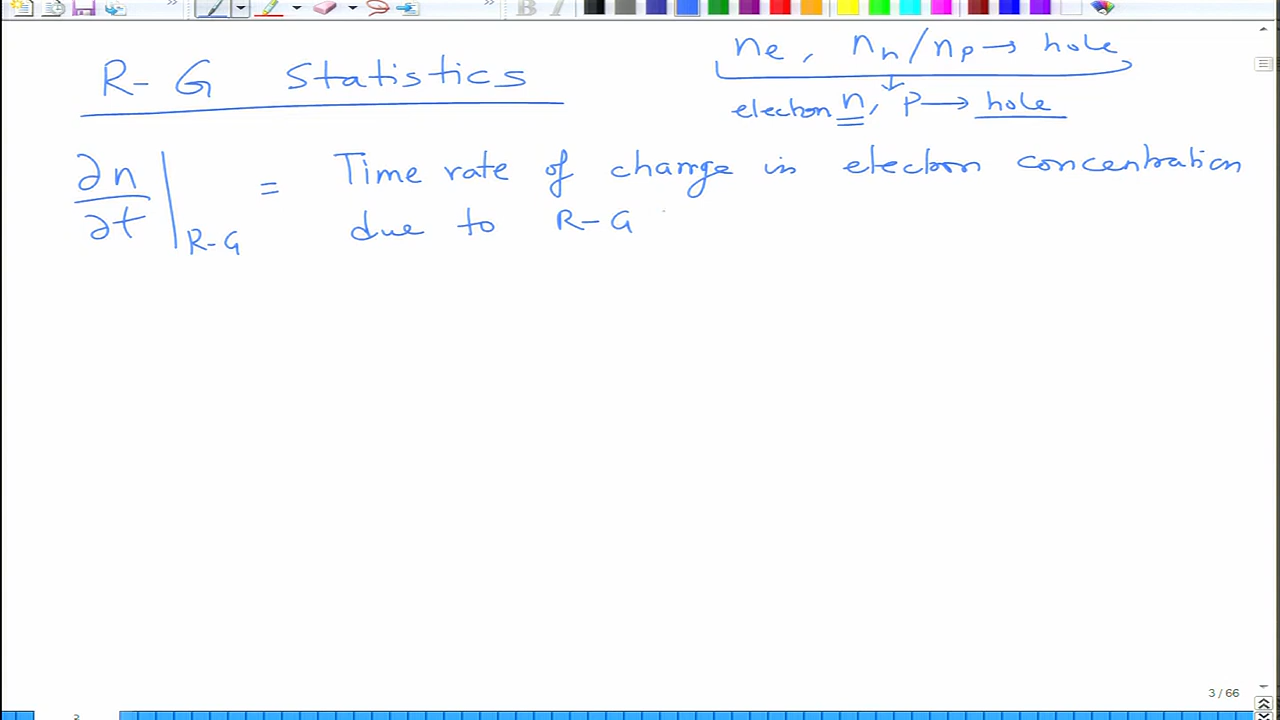 R-G Statistics
ne, nh/np → hole
electron n, p → hole
∂n/∂t |R-G = Time rate of change in electron concentration
due to R-G
3 / 66